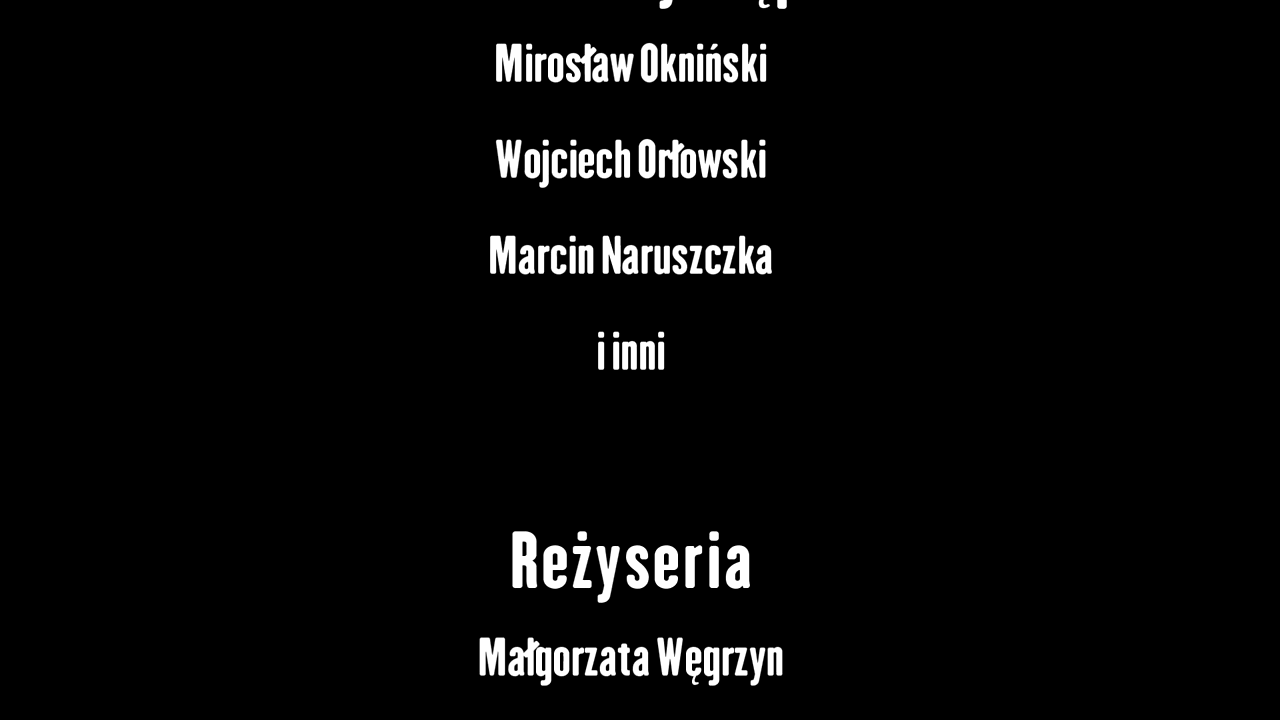 Mirosław Okniński
Wojciech Orłowski
Marcin Naruszczka
i inni
Reżyseria
Małgorzata Węgrzyn